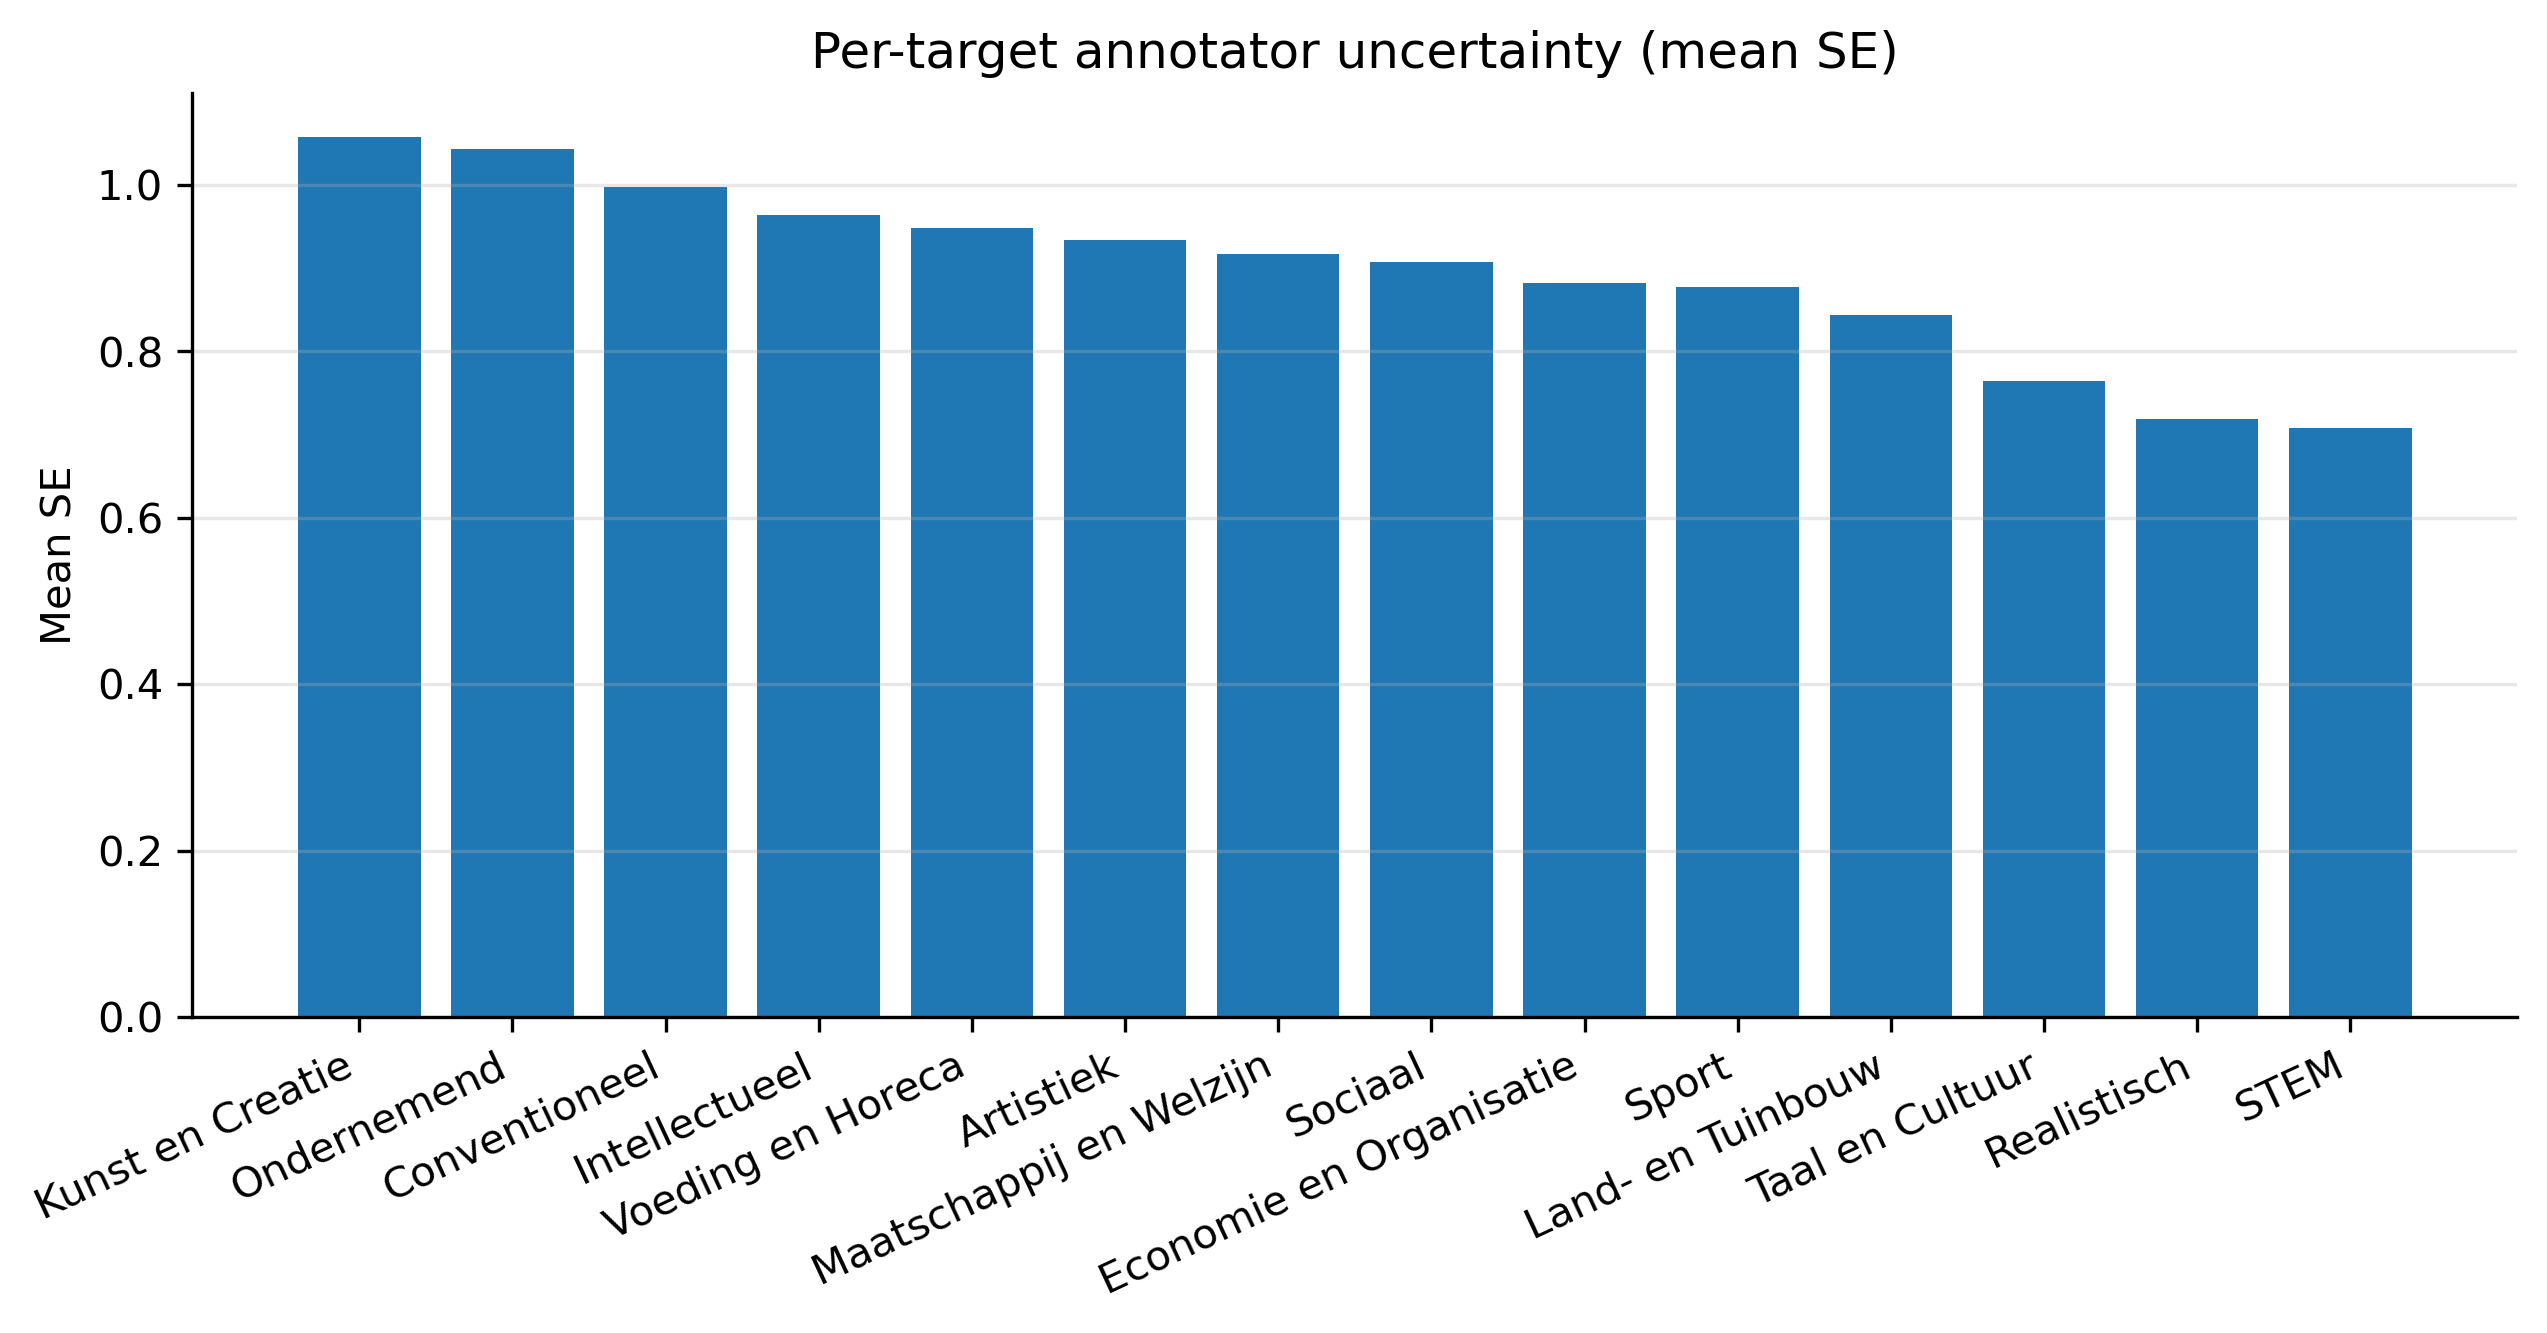 Per-target annotator uncertainty (mean SE)
Mean SE
1.0
0.8
0.6
0.4
0.2
0.0
Kunst en Creatie
Ondernemend
Conventioneel
Intellectueel
Voeding en Horeca
Artistiek
Maatschappij en Welzijn
Sociaal
Economie en Organisatie
Sport
Land- en Tuinbouw
Taal en Cultuur
Realistisch
STEM